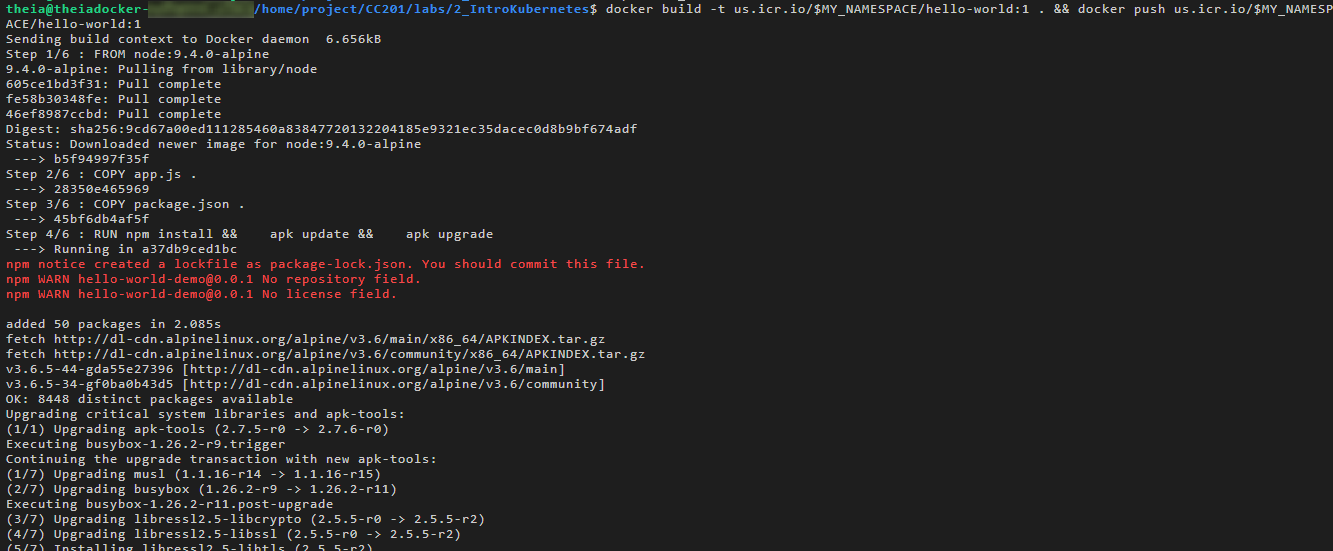 theia@theiadocker- /home/project/CC201/labs/2_IntroKubernetes$ docker build -t us.icr.io/$MY_NAMESPACE/hello-world:1 . && docker push us.icr.io/$MY_NAMESP
ACE/hello-world:1
Sending build context to Docker daemon  6.656kB
Step 1/6 : FROM node:9.4.0-alpine
9.4.0-alpine: Pulling from library/node
605ce1bd3f31: Pull complete
fe58b30348fe: Pull complete
46ef8987ccbd: Pull complete
Digest: sha256:9cd67a00ed111285460a83847720132204185e9321ec35dacec0d8b9bf674adf
Status: Downloaded newer image for node:9.4.0-alpine
 ---> b5f94997f35f
Step 2/6 : COPY app.js .
 ---> 28350e465969
Step 3/6 : COPY package.json .
 ---> 45bf6db4af5f
Step 4/6 : RUN npm install &&    apk update &&    apk upgrade
 ---> Running in a37db9ced1bc
npm notice created a lockfile as package-lock.json. You should commit this file.
npm WARN hello-world-demo@0.0.1 No repository field.
npm WARN hello-world-demo@0.0.1 No license field.
added 50 packages in 2.085s
fetch http://dl-cdn.alpinelinux.org/alpine/v3.6/main/x86_64/APKINDEX.tar.gz
fetch http://dl-cdn.alpinelinux.org/alpine/v3.6/community/x86_64/APKINDEX.tar.gz
v3.6.5-44-gda55e27396 [http://dl-cdn.alpinelinux.org/alpine/v3.6/main]
v3.6.5-34-gf0ba0b43d5 [http://dl-cdn.alpinelinux.org/alpine/v3.6/community]
OK: 8448 distinct packages available
Upgrading critical system libraries and apk-tools:
(1/1) Upgrading apk-tools (2.7.5-r0 -> 2.7.6-r0)
Executing busybox-1.26.2-r9.trigger
Continuing the upgrade transaction with new apk-tools:
(1/7) Upgrading musl (1.1.16-r14 -> 1.1.16-r15)
(2/7) Upgrading busybox (1.26.2-r9 -> 1.26.2-r11)
Executing busybox-1.26.2-r11.post-upgrade
(3/7) Upgrading libressl2.5-libcrypto (2.5.5-r0 -> 2.5.5-r2)
(4/7) Upgrading libressl2.5-libssl (2.5.5-r0 -> 2.5.5-r2)
(5/7) Installing libressl2.5-libtls (2.5.5-r2)